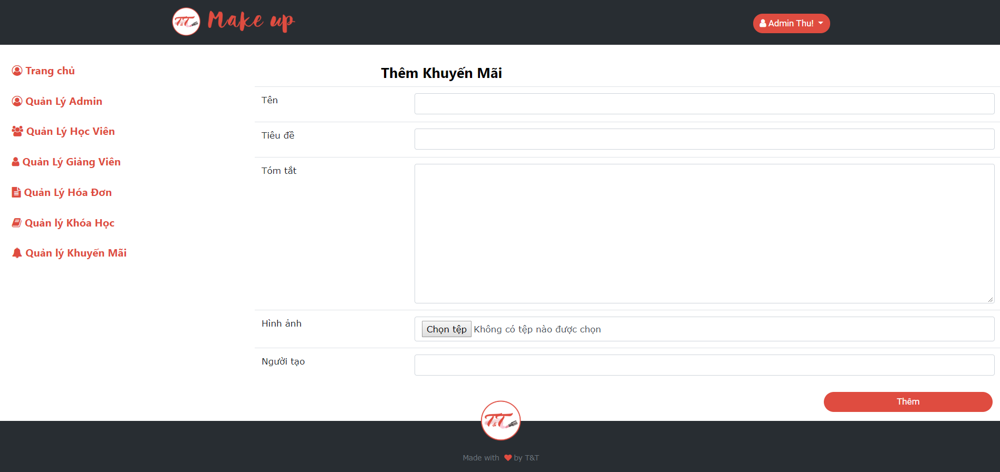 T&T Make up
Admin Thu!
Trang chủ
Quản Lý Admin
Quản Lý Học Viên
Quản Lý Giảng Viên
Quản Lý Hóa Đơn
Quản lý Khóa Học
Quản lý Khuyến Mãi
Thêm Khuyến Mãi
Tên
Tiêu đề
Tóm tắt
Hình ảnh
Chọn tệp Không có tệp nào được chọn
Người tạo
Thêm
T&T
Made with ❤ by T&T